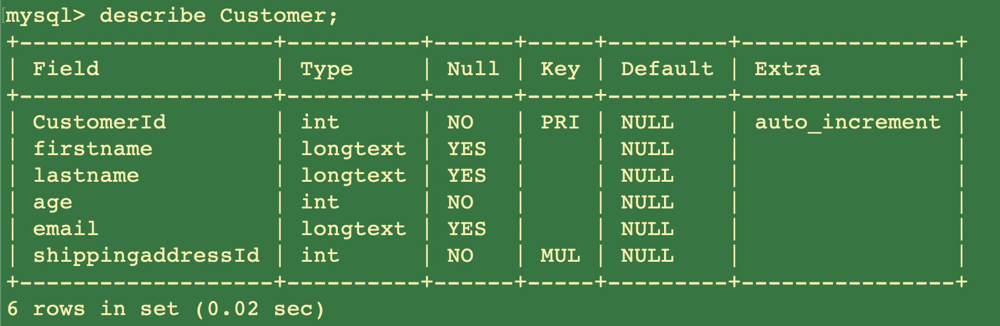 mysql> describe Customer;
+-------------------+----------+------+-----+---------+----------------+
| Field             | Type     | Null | Key | Default | Extra          |
+-------------------+----------+------+-----+---------+----------------+
| CustomerId        | int      | NO   | PRI | NULL    | auto_increment |
| firstname         | longtext | YES  |     | NULL    |                |
| lastname          | longtext | YES  |     | NULL    |                |
| age               | int      | NO   |     | NULL    |                |
| email             | longtext | YES  |     | NULL    |                |
| shippingaddressId | int      | NO   | MUL | NULL    |                |
+-------------------+----------+------+-----+---------+----------------+
6 rows in set (0.02 sec)